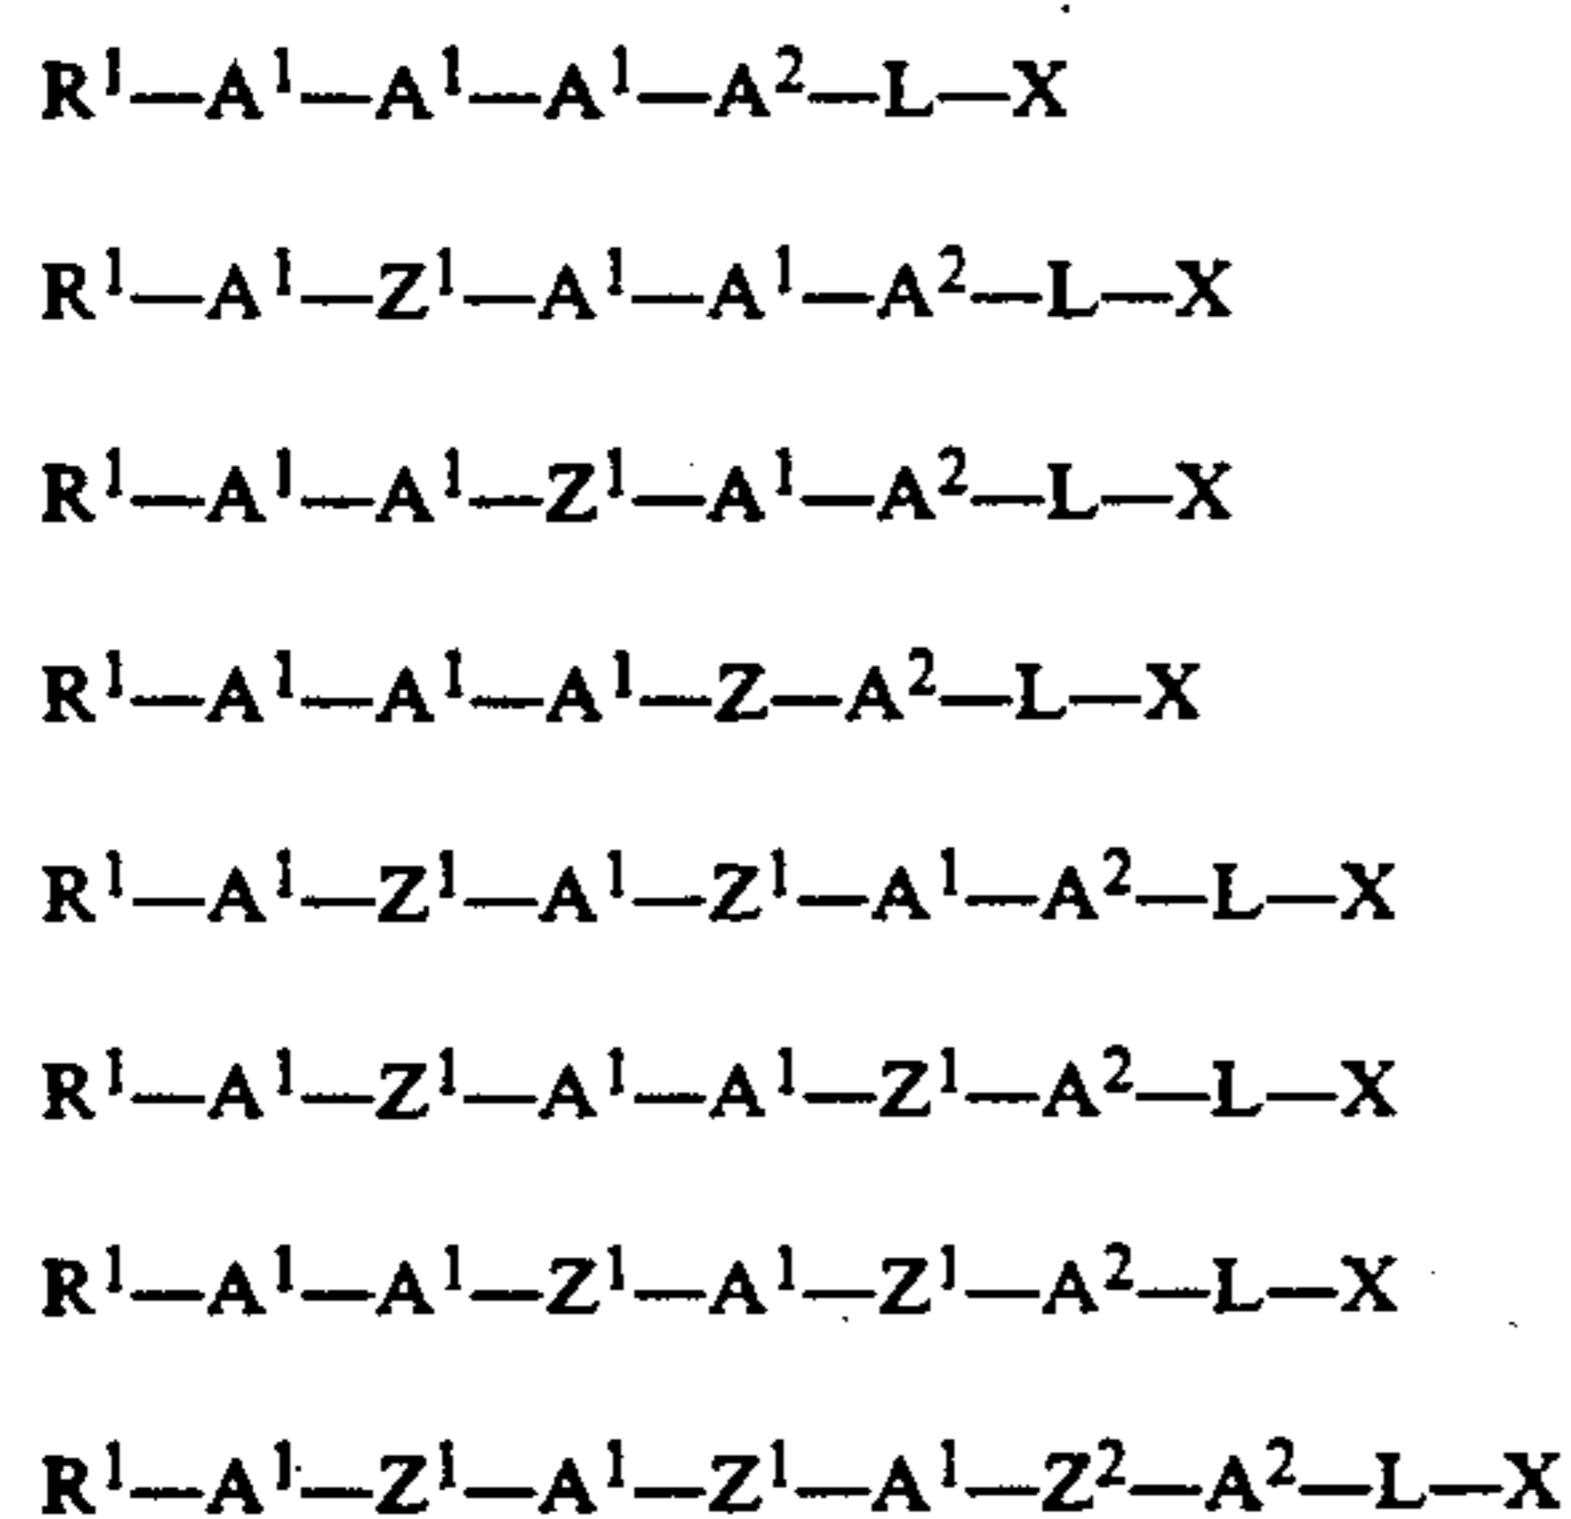 R¹—A¹—A¹—A¹—A²—L—X
R¹—A¹—Z¹—A¹—A¹—A²—L—X
R¹—A¹—A¹—Z¹—A¹—A²—L—X
R¹—A¹—A¹—A¹—Z—A²—L—X
R¹—A¹—Z¹—A¹—Z¹—A¹—A²—L—X
R¹—A¹—Z¹—A¹—A¹—Z¹—A²—L—X
R¹—A¹—A¹—Z¹—A¹—Z¹—A²—L—X
R¹—A¹—Z¹—A¹—Z¹—A¹—Z²—A²—L—X